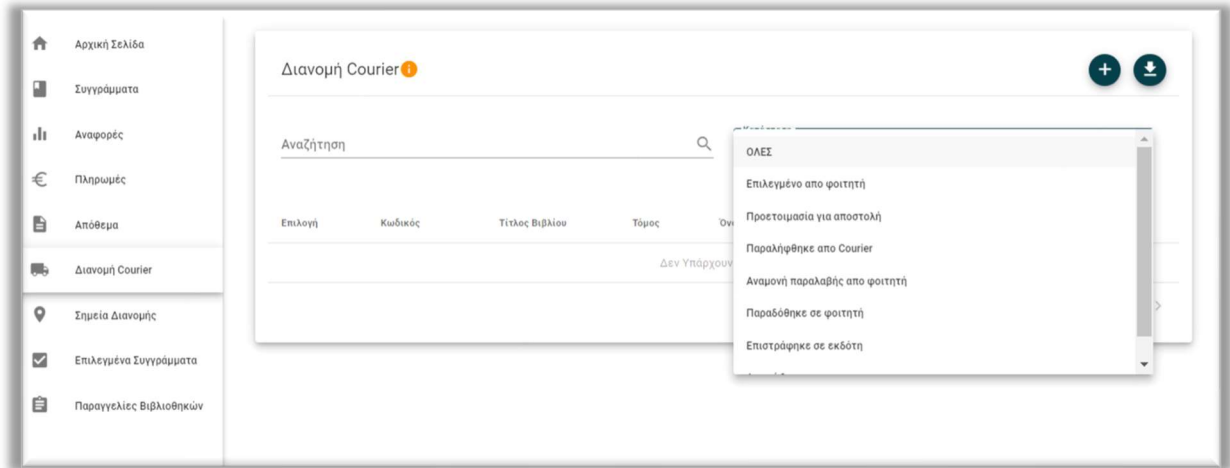 Αρχική Σελίδα
Συγγράμματα
Αναφορές
Πληρωμές
Απόθεμα
Διανομή Courier
Σημεία Διανομής
Επιλεγμένα Συγγράμματα
Παραγγελίες Βιβλιοθηκών
Διανομή Courier
Αναζήτηση
Επιλογή Κωδικός Τίτλος Βιβλίου Τόμος
Δεν Υπάρχουν
ΟΛΕΣ
Επιλεγμένο απο φοιτητή
Προετοιμασία για αποστολή
Παραλήφθηκε απο Courier
Αναμονή παραλαβής απο φοιτητή
Παραδόθηκε σε φοιτητή
Επιστράφηκε σε εκδότη